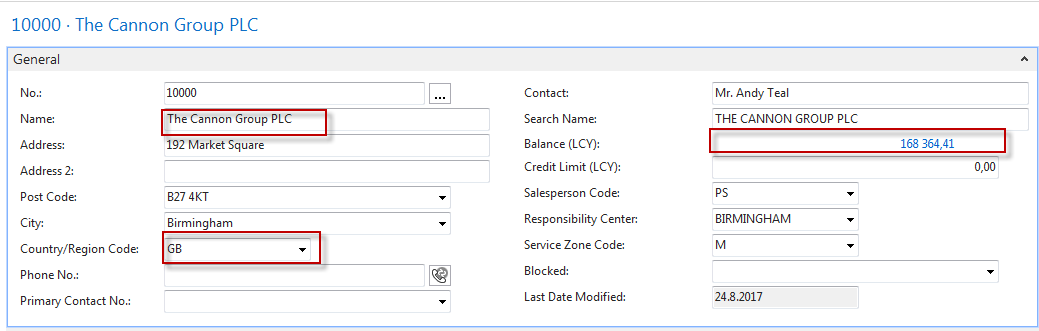 10000 · The Cannon Group PLC
General
No.: 10000 ...
Name: The Cannon Group PLC
Address: 192 Market Square
Address 2:
Post Code: B27 4KT
City: Birmingham
Country/Region Code: GB
Phone No.:
Primary Contact No.:
Contact: Mr. Andy Teal
Search Name: THE CANNON GROUP PLC
Balance (LCY): 168 364,41
Credit Limit (LCY): 0,00
Salesperson Code: PS
Responsibility Center: BIRMINGHAM
Service Zone Code: M
Blocked:
Last Date Modified: 24.8.2017